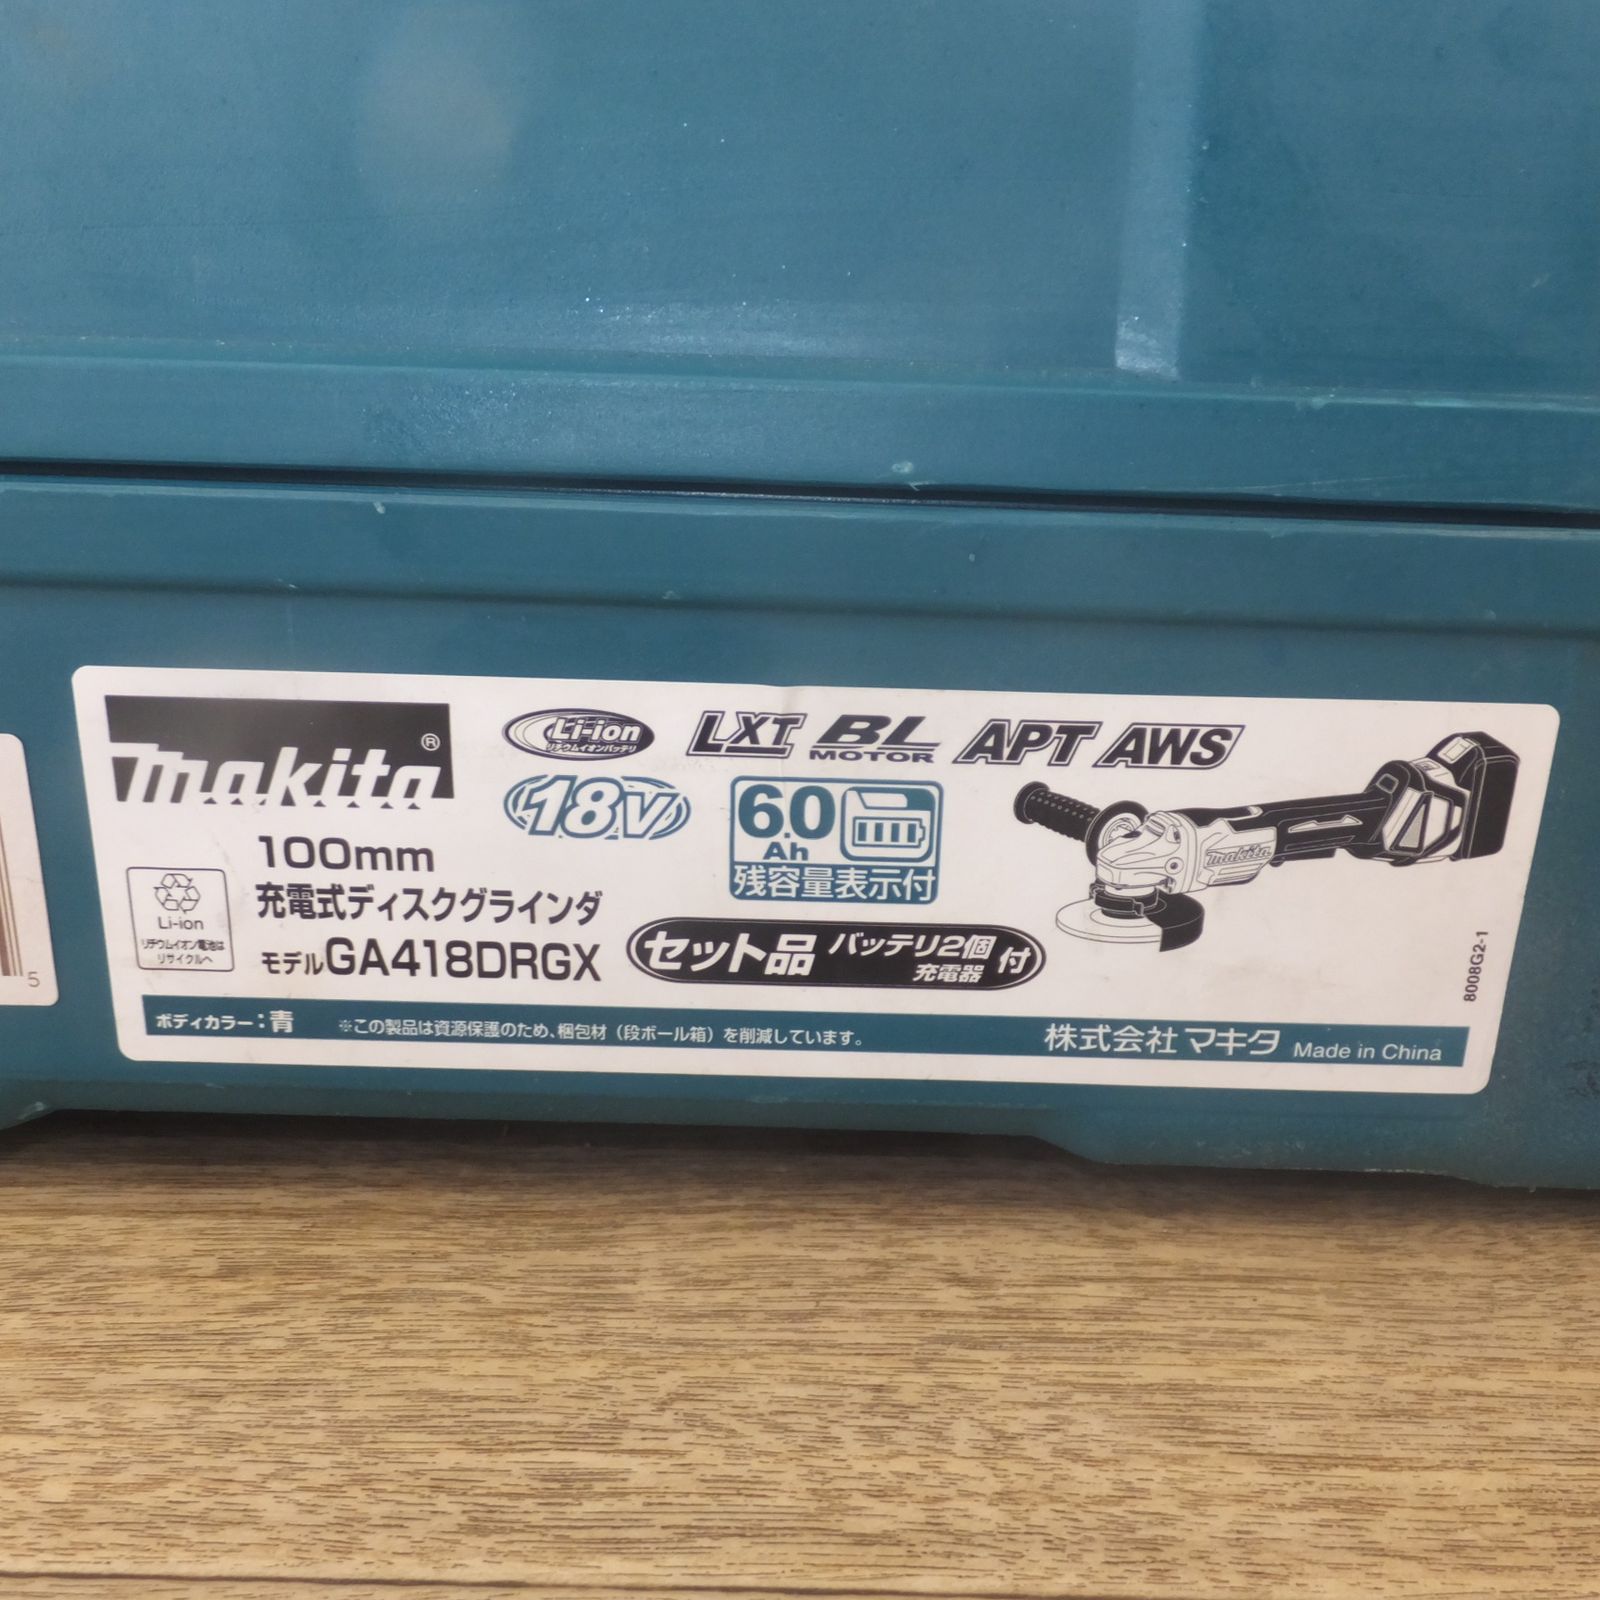 makita®
Li-ion
リチウムイオンバッテリ
LXT BL MOTOR APT AWS
18V
6.0 Ah
残容量表示付
100mm
充電式ディスクグラインダ
モデルGA418DRGX
セット品 バッテリ2個 充電器 付
Li-ion
リチウムイオン電池は
リサイクルへ
makita
8008G2-1
ボディカラー:青 ※この製品は資源保護のため、梱包材(段ボール箱)を削減しています。 株式会社 マキタ Made in China
5